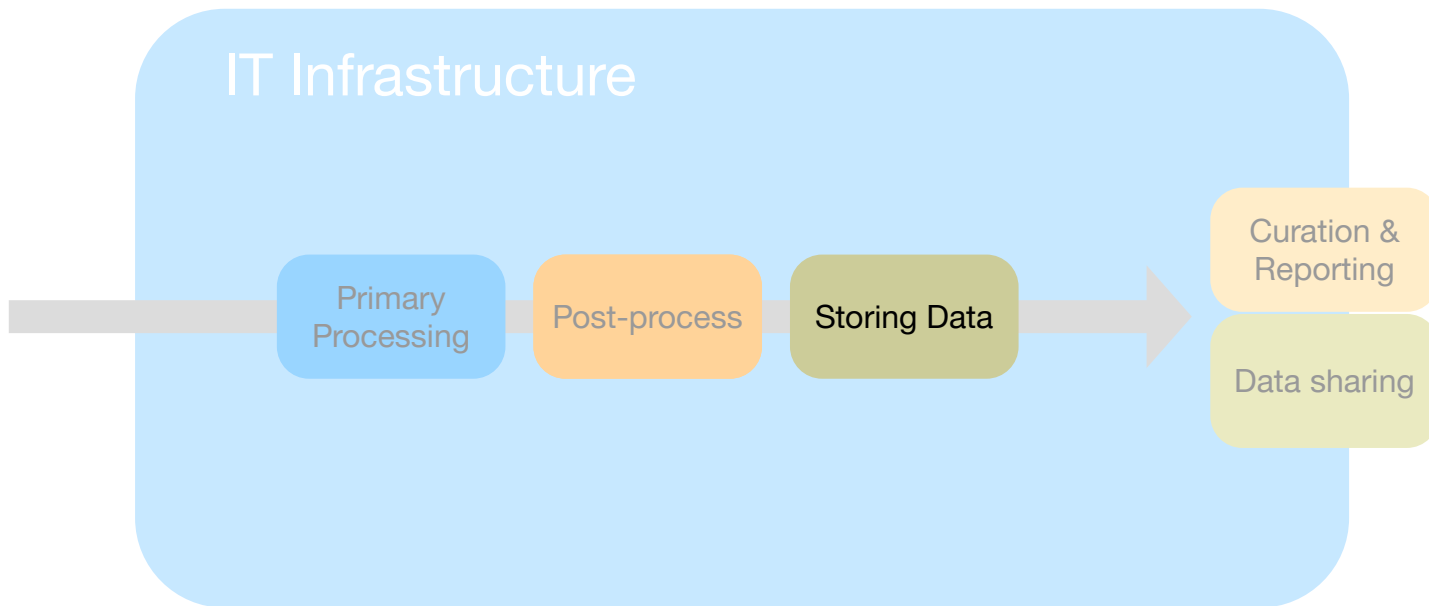 IT Infrastructure
Primary
Processing
Post-process
Storing Data
Curation &
Reporting
Data sharing